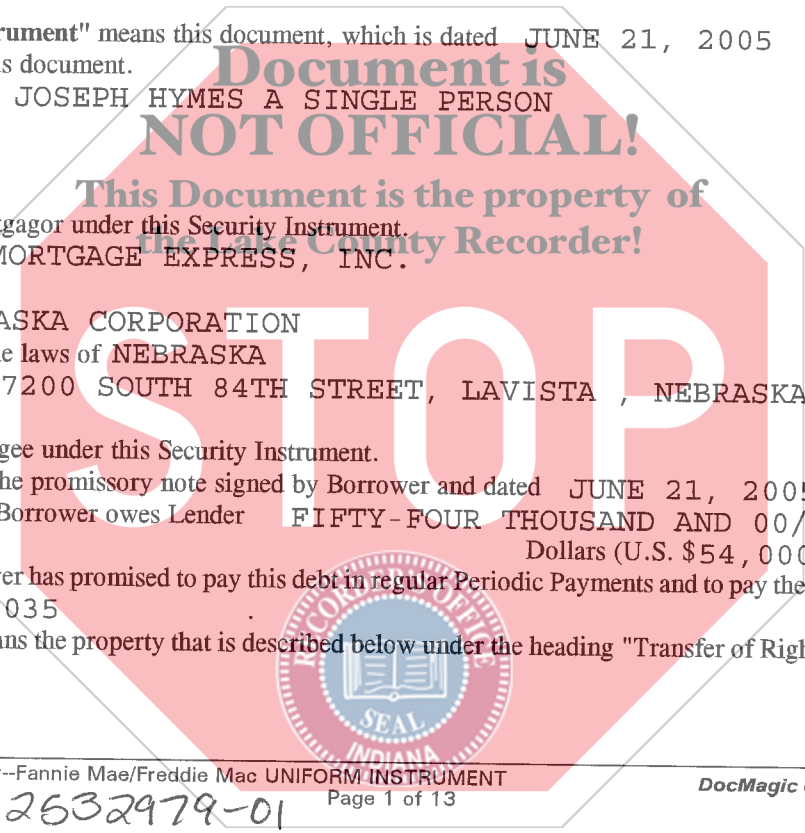 rument" means this document, which is dated JUNE 21, 2005
is document.
Document is
JOSEPH HYMES A SINGLE PERSON
NOT OFFICIAL!
This Document is the property of
tgagor under this Security Instrument.
the Lake County Recorder!
MORTGAGE EXPRESS, INC.
ASKA CORPORATION
e laws of NEBRASKA
7200 SOUTH 84TH STREET, LAVISTA , NEBRASKA
STOP
gee under this Security Instrument.
he promissory note signed by Borrower and dated JUNE 21, 2005
Borrower owes Lender FIFTY-FOUR THOUSAND AND 00/
Dollars (U.S. $54,000
er has promised to pay this debt in regular Periodic Payments and to pay the
035 .
ans the property that is described below under the heading "Transfer of Righ
RECORDER'S OFFICE
SEAL
INDIANA
--Fannie Mae/Freddie Mac UNIFORM INSTRUMENT
DocMagic
2632979-01
Page 1 of 13